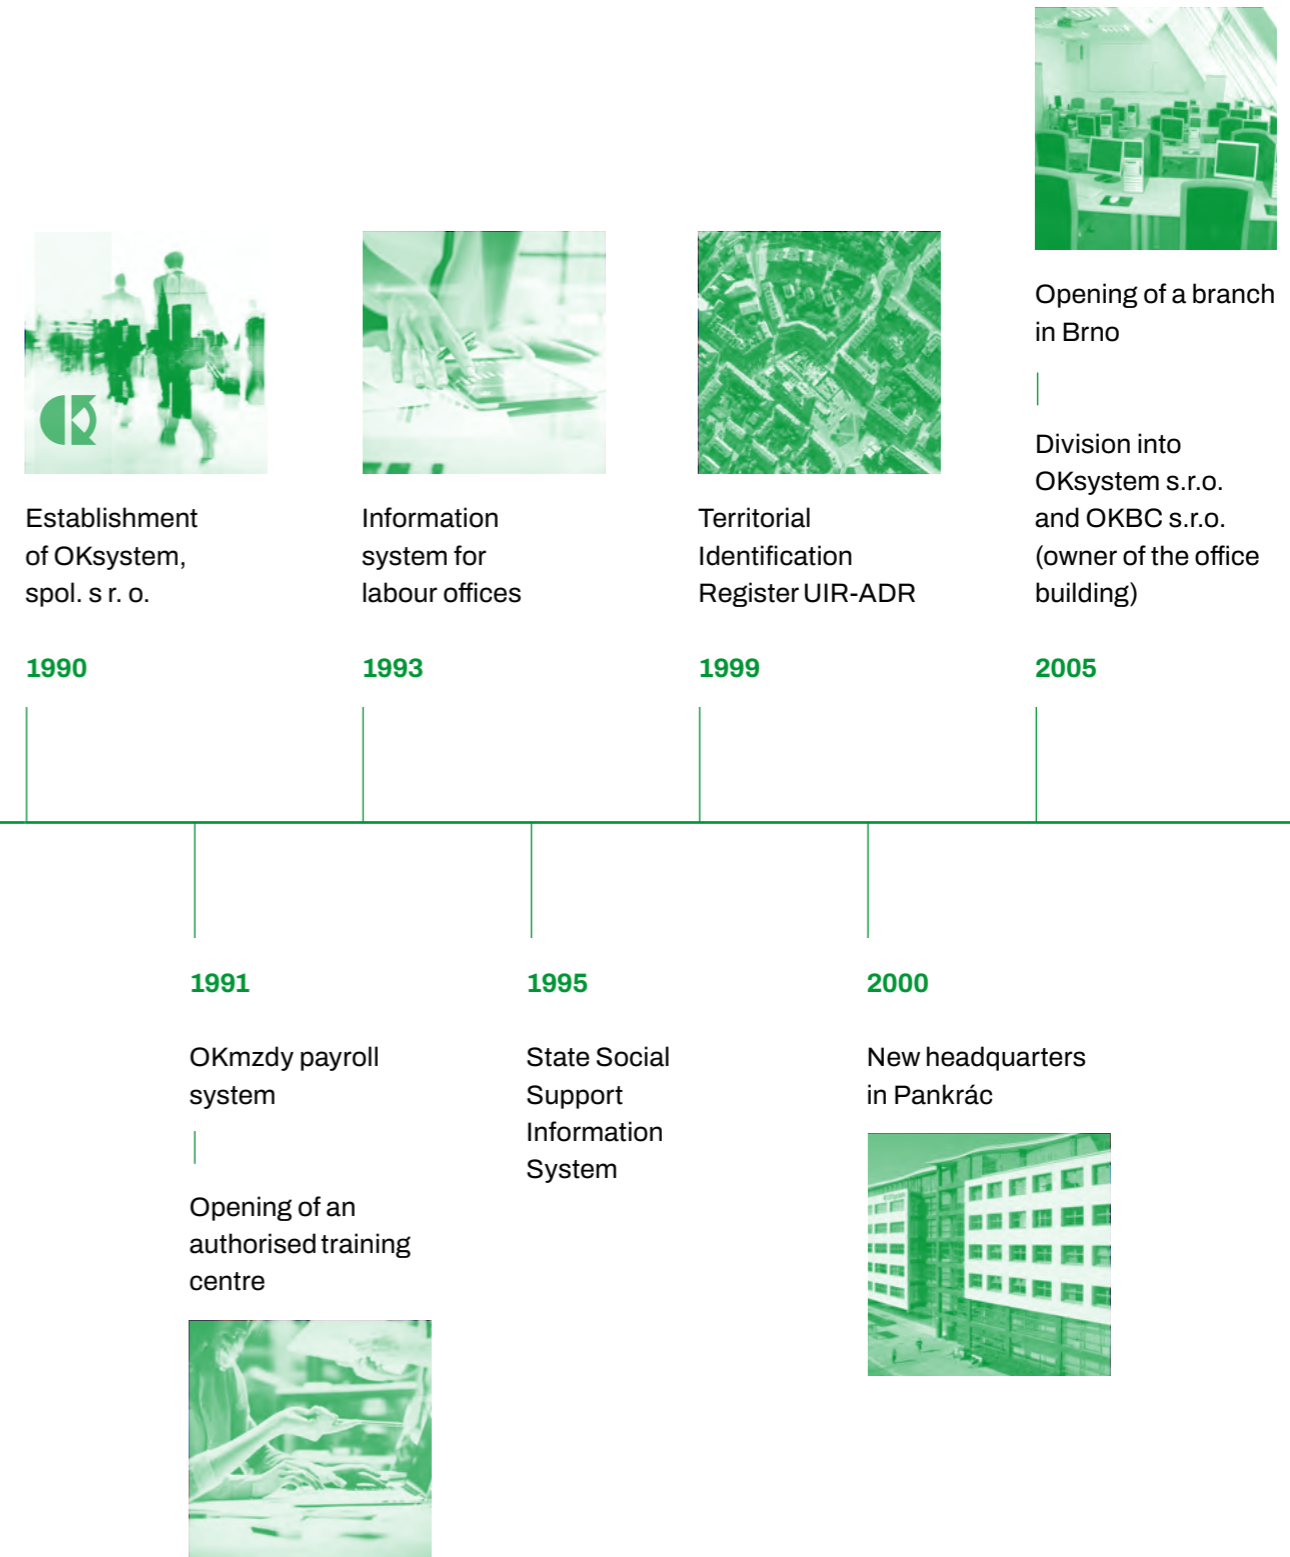 Opening of a branch
in Brno
Division into
OKsystem s.r.o.
and OKBC s.r.o.
(owner of the office
building)
2005
Establishment
of OKsystem,
spol. s r. o.
1990
Information
system for
labour offices
1993
Territorial
Identification
Register UIR-ADR
1999
1991
OKmzdy payroll
system
Opening of an
authorised training
centre
1995
State Social
Support
Information
System
2000
New headquarters
in Pankrác